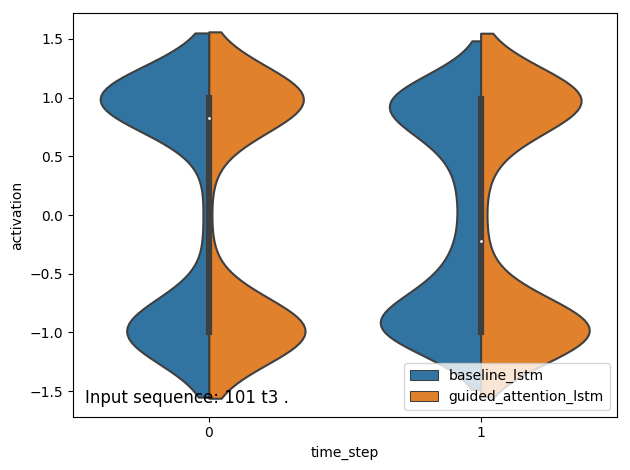 1.5
1.0
0.5
0.0
−0.5
−1.0
−1.5
activation
Input sequence: 101 t3 .
baseline_lstm
guided_attention_lstm
0
1
time_step